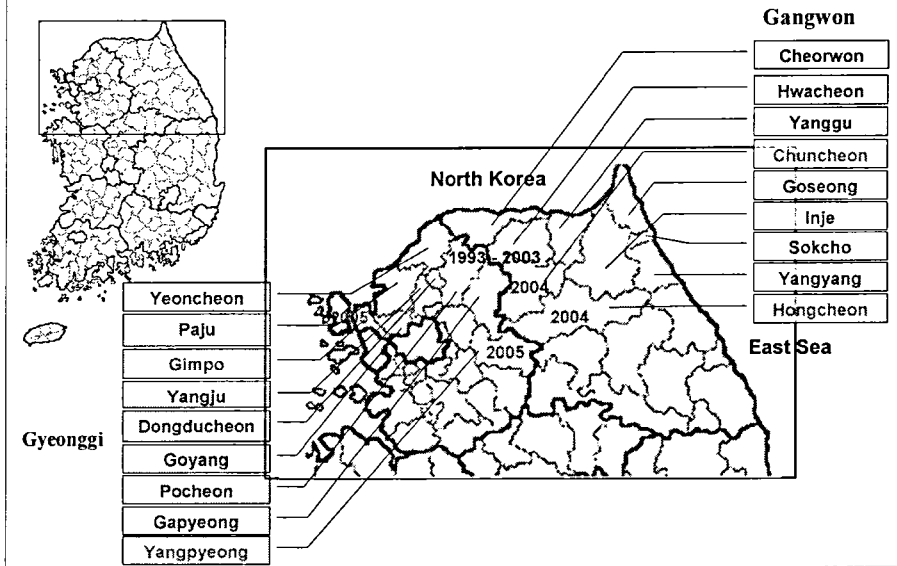 Gangwon
Cheorwon
Hwacheon
Yanggu
Chuncheon
Goseong
Inje
Sokcho
Yangyang
Hongcheon
North Korea
1993 - 2003
2004
2004
2005
2005
East Sea
Gyeonggi
Yeoncheon
Paju
Gimpo
Yangju
Dongducheon
Goyang
Pocheon
Gapyeong
Yangpyeong